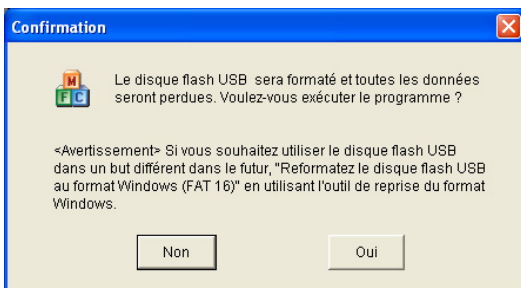 Confirmation
M
F C
Le disque flash USB sera formaté et toutes les données
seront perdues. Voulez-vous exécuter le programme ?
<Avertissement> Si vous souhaitez utiliser le disque flash USB
dans un but différent dans le futur, "Reformatez le disque flash USB
au format Windows (FAT 16)" en utilisant l'outil de reprise du format
Windows.
Non Oui